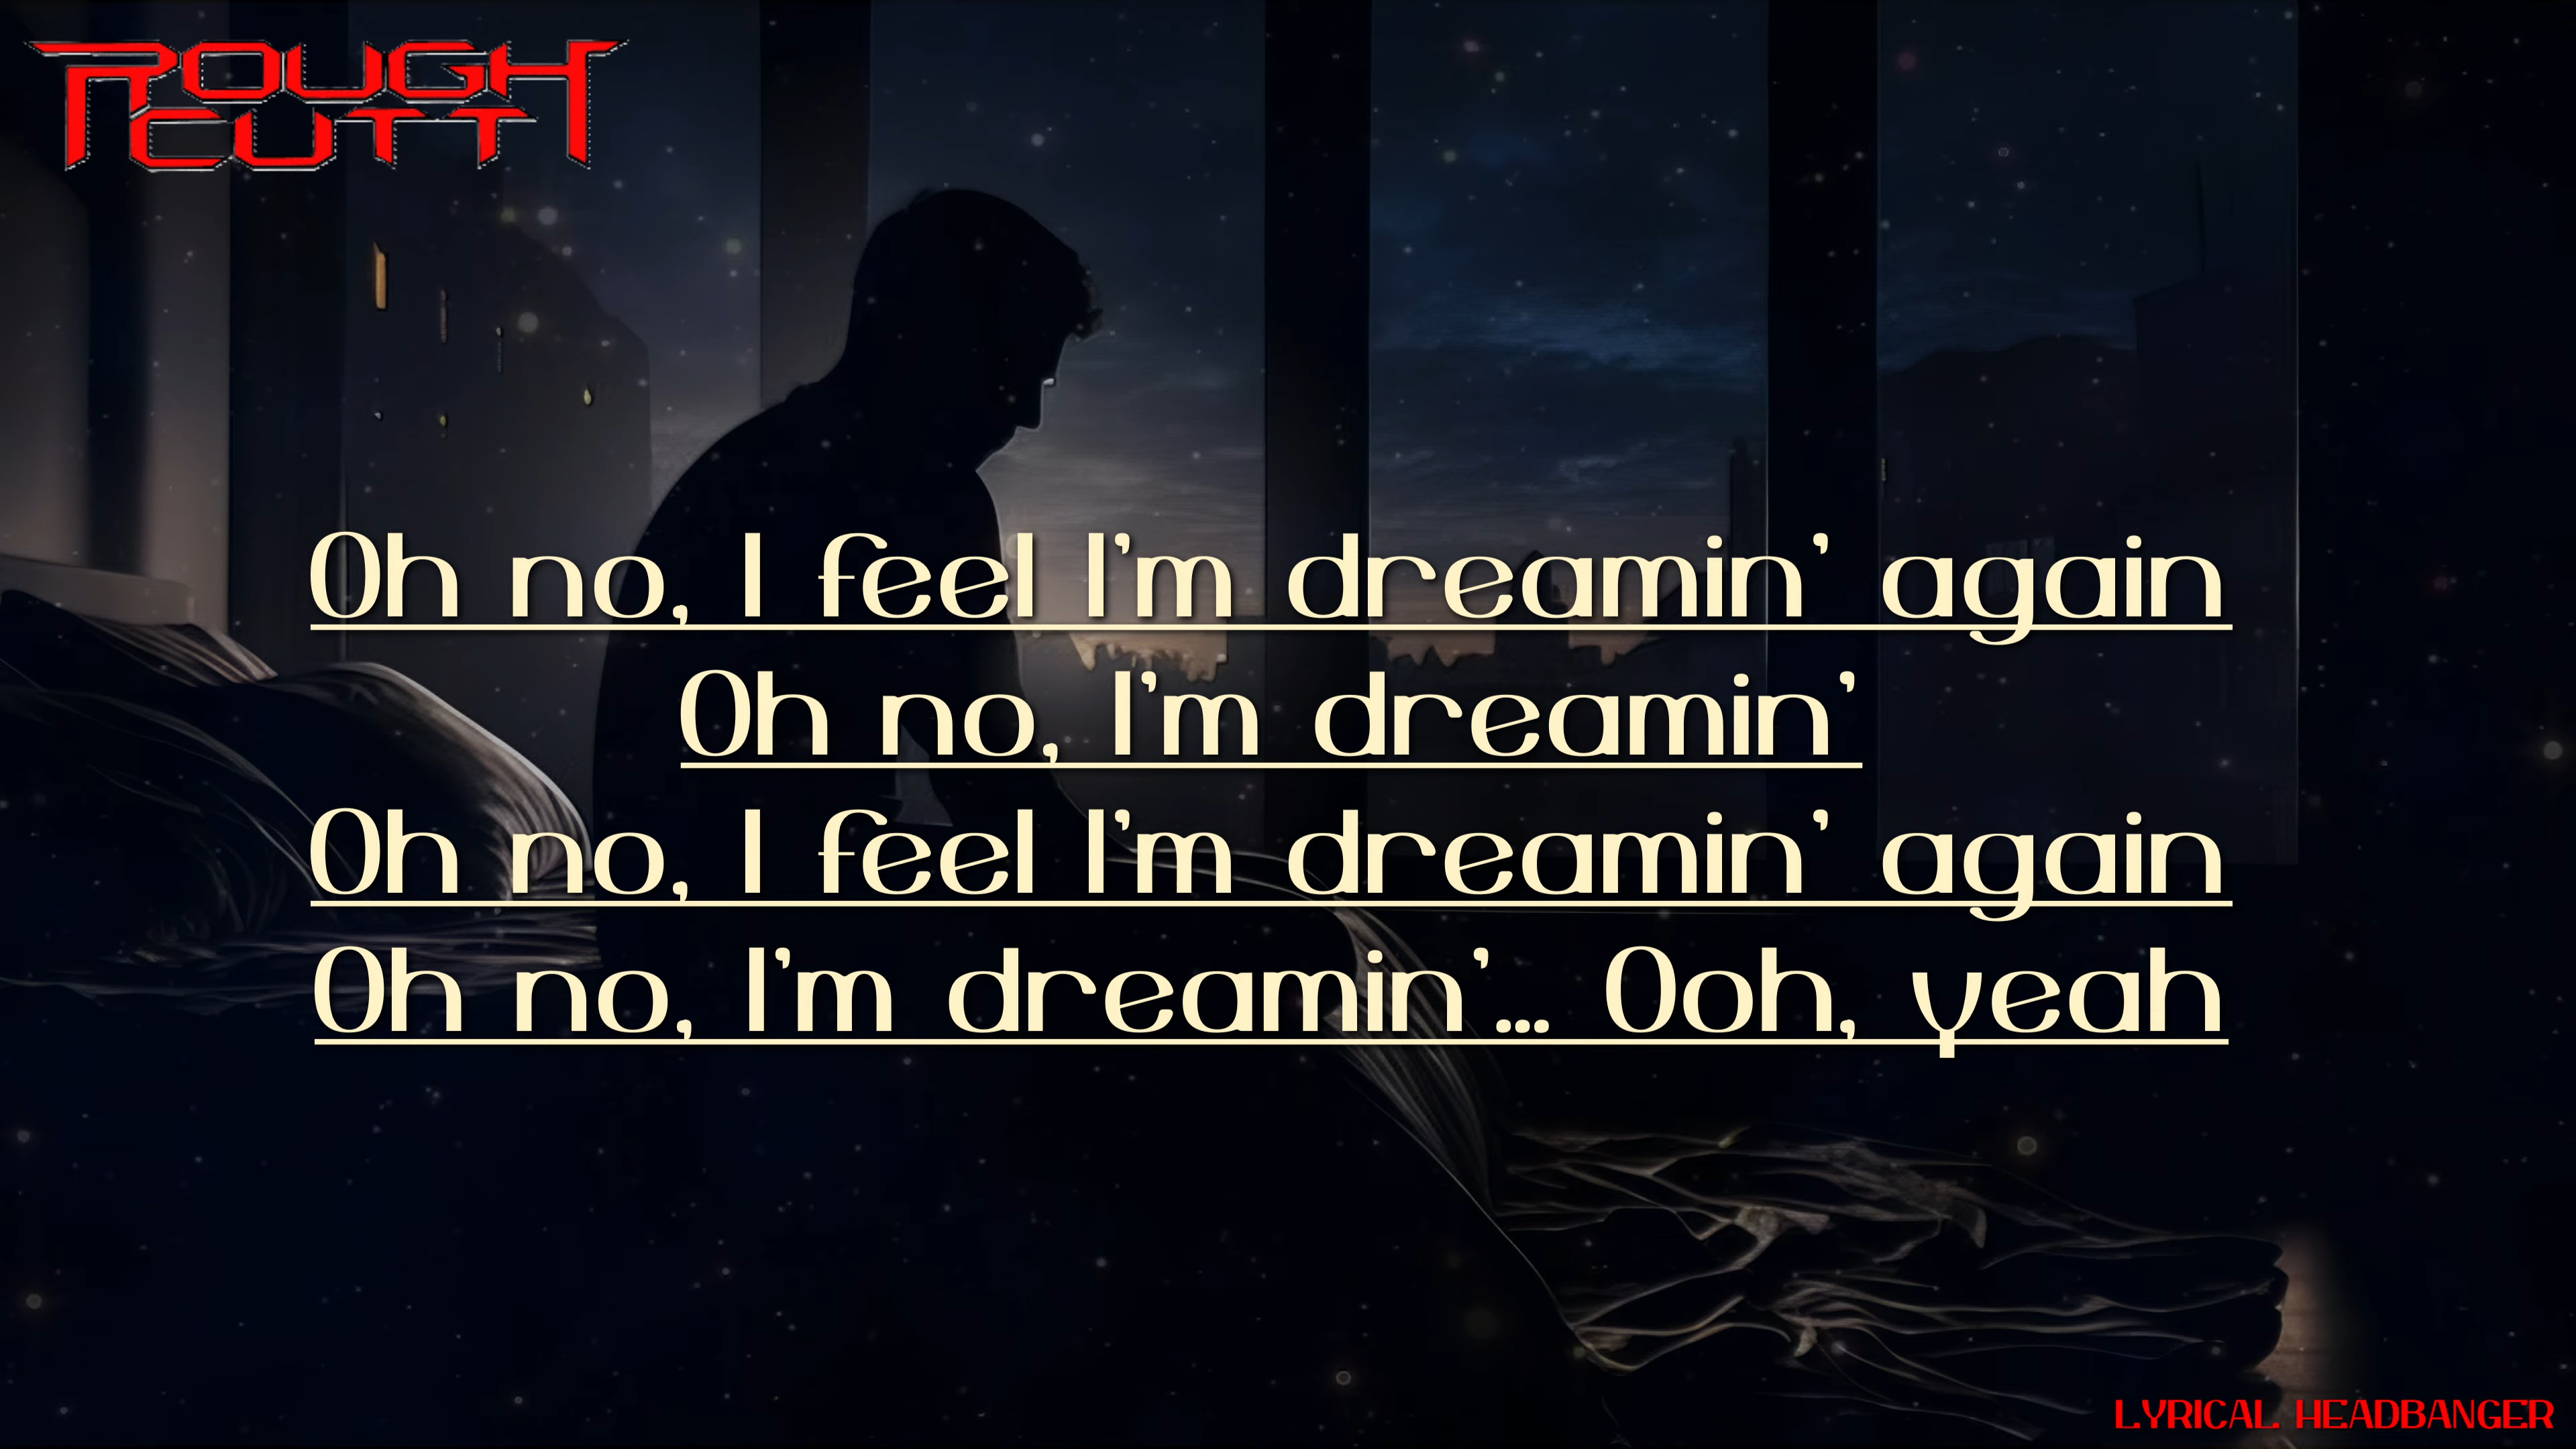 ROUGH
CUTT
Oh no, I feel I'm dreamin' again
Oh no, I'm dreamin'
Oh no, I feel I'm dreamin' again
Oh no, I'm dreamin'... Ooh, yeah
LYRICAL HEADBANGER